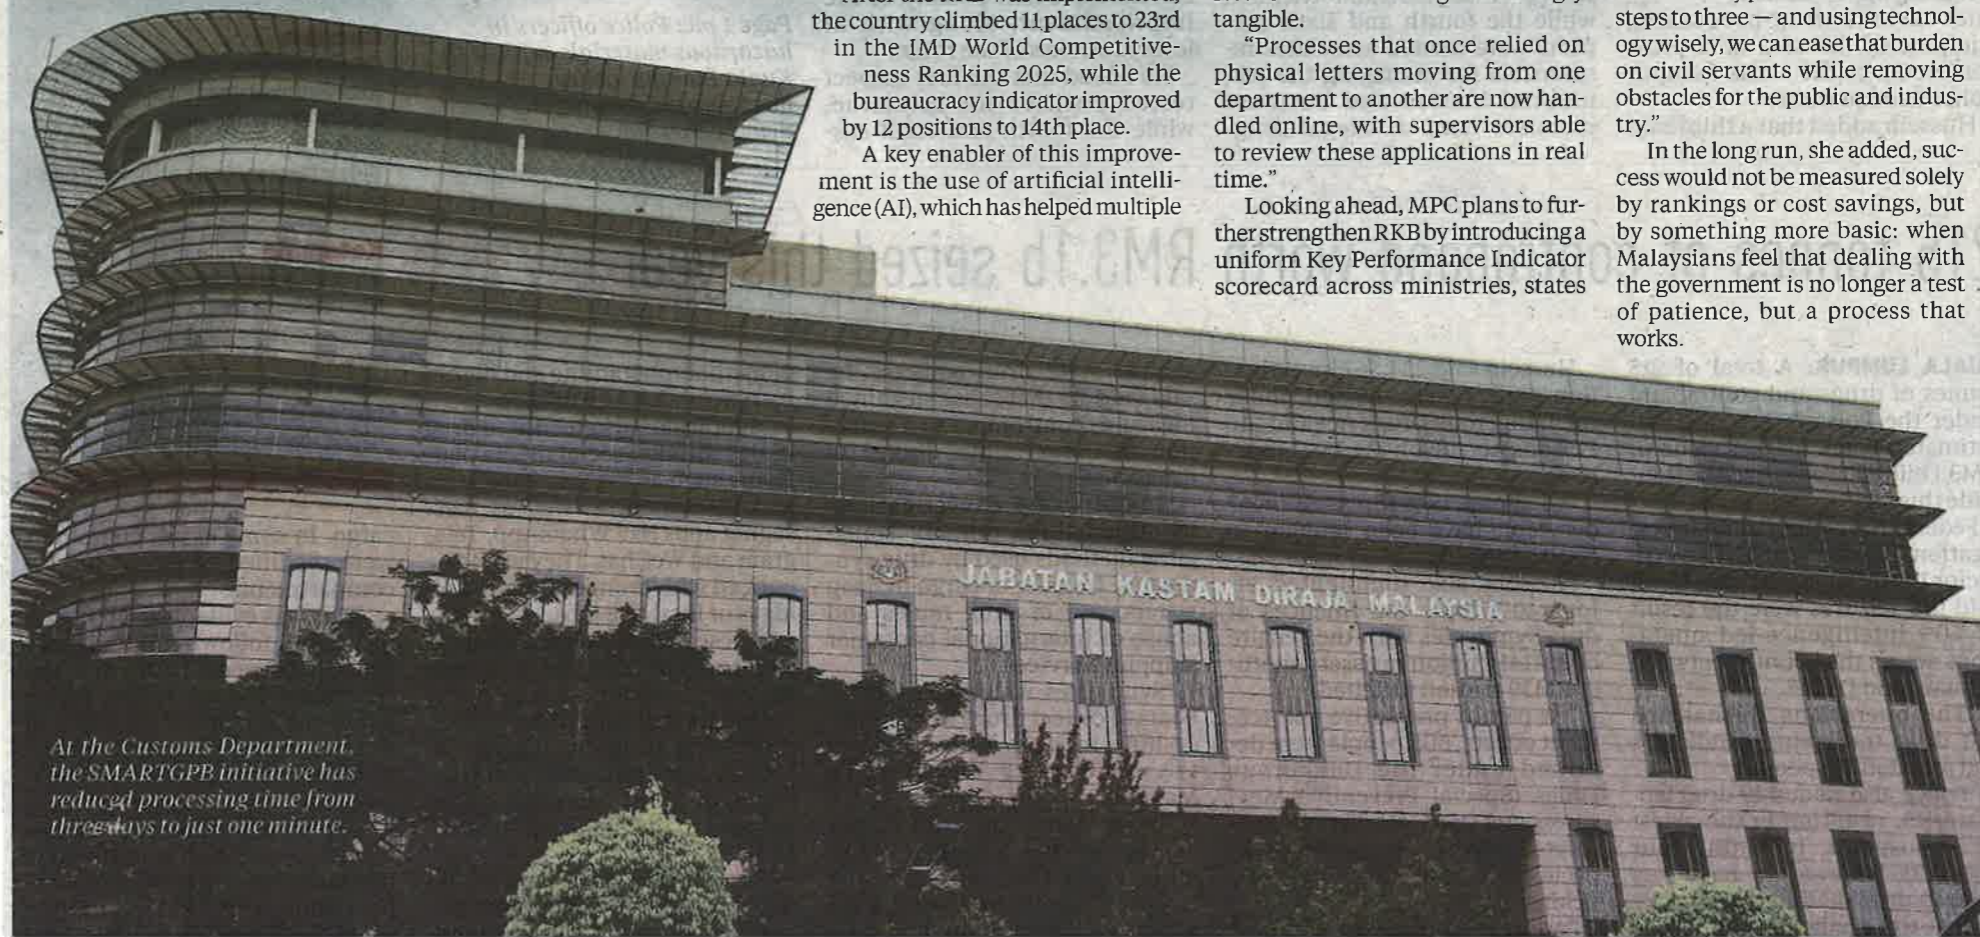 the country climbed 11 places to 23rd
in the IMD World Competitive-
ness Ranking 2025, while the
bureaucracy indicator improved
by 12 positions to 14th place.
A key enabler of this improve-
ment is the use of artificial intelli-
gence (AI), which has helped multiple
tangible.
“Processes that once relied on
physical letters moving from one
department to another are now han-
dled online, with supervisors able
to review these applications in real
time.”
Looking ahead, MPC plans to fur-
ther strengthen RKB by introducing a
uniform Key Performance Indicator
scorecard across ministries, states
steps to three — and using technol-
ogy wisely, we can ease that burden
on civil servants while removing
obstacles for the public and indus-
try.”
In the long run, she added, suc-
cess would not be measured solely
by rankings or cost savings, but
by something more basic: when
Malaysians feel that dealing with
the government is no longer a test
of patience, but a process that
works.
JABATAN KASTAM DIRAJA MALAYSIA
At the Customs Department,
the SMARTGPB initiative has
reduced processing time from
three days to just one minute.